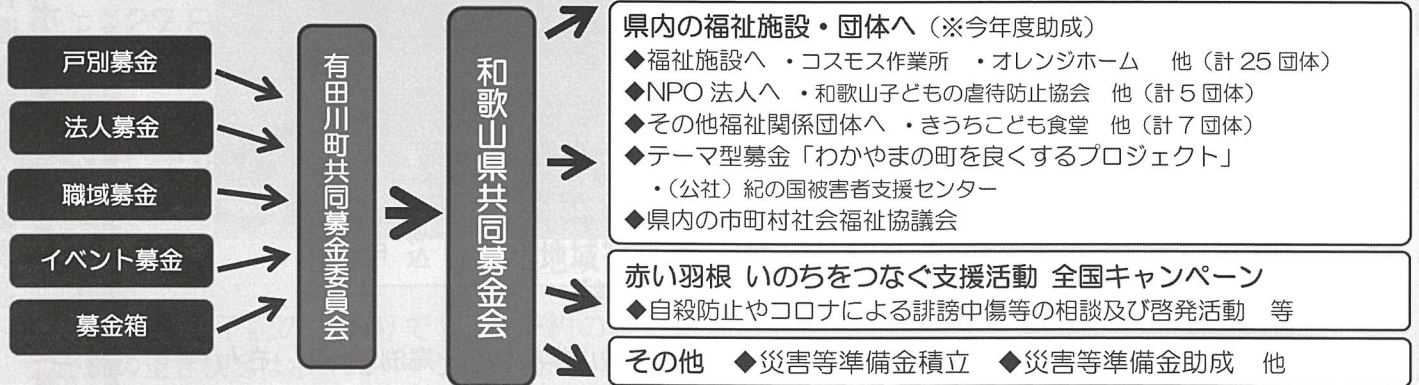 戸別募金
法人募金
職域募金
イベント募金
募金箱
有田川町共同募金委員会
和歌山県共同募金会
県内の福祉施設・団体へ（※今年度助成）
◆福祉施設へ ・コスモス作業所 ・オレンジホーム 他（計25団体）
◆NPO法人へ ・和歌山子どもの虐待防止協会 他（計5団体）
◆その他福祉関係団体へ ・きうちこども食堂 他（計7団体）
◆テーマ型募金「わかやまの町を良くするプロジェクト」
・（公社）紀の国被害者支援センター
◆県内の市町村社会福祉協議会
赤い羽根 いのちをつなぐ支援活動 全国キャンペーン
◆自殺防止やコロナによる誹謗中傷等の相談及び啓発活動 等
その他 ◆災害等準備金積立 ◆災害等準備金助成 他